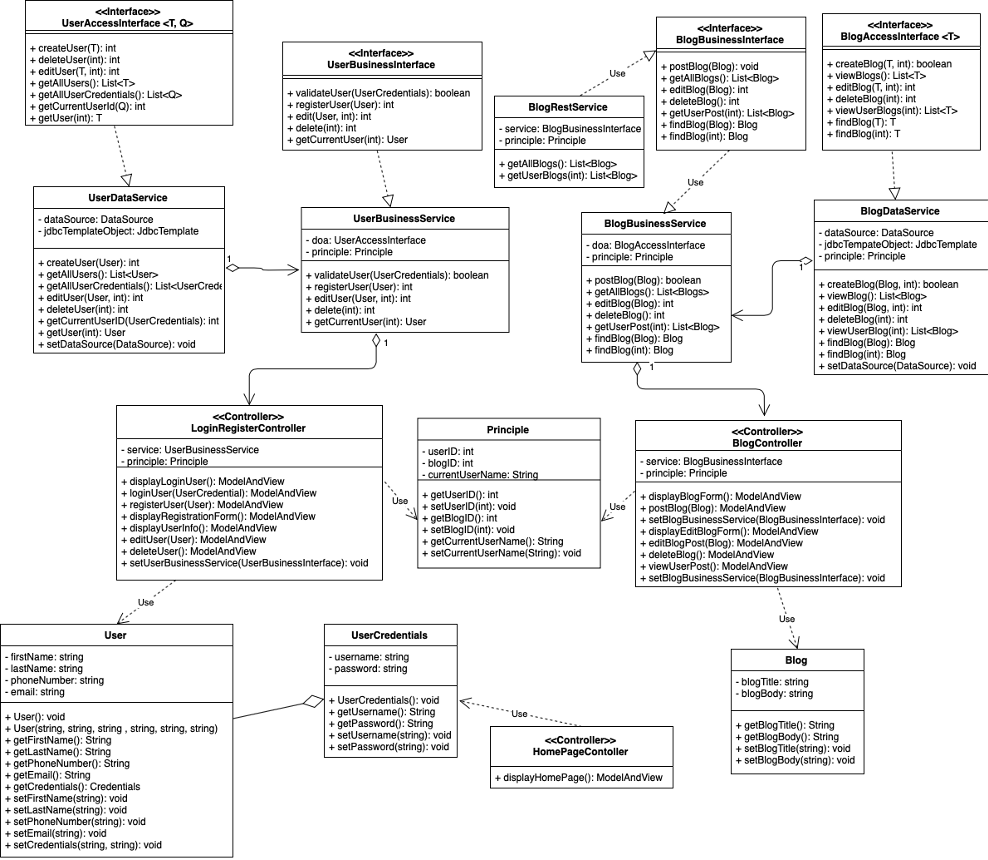 <<Interface>>
UserAccessInterface <T, Q>
+ createUser(T): int
+ deleteUser(int): int
+ editUser(T, int): int
+ getAllUsers(): List<T>
+ getAllUserCredentials(): List<Q>
+ getCurrentUserId(Q): int
+ getUser(int): T
<<Interface>>
UserBusinessInterface
+ validateUser(UserCredentials): boolean
+ registerUser(User): int
+ edit(User, int): int
+ delete(int): int
+ getCurrentUser(int): User
Use
BlogRestService
- service: BlogBusinessInterface
- principle: Principle
+ getAllBlogs(): List<Blog>
+ getUserBlogs(int): List<Blog>
<<Interface>>
BlogBusinessInterface
+ postBlog(Blog): void
+ getAllBlogs(): List<Blog>
+ editBlog(Blog): int
+ deleteBlog(): int
+ getUserPost(int): List<Blog>
+ findBlog(Blog): Blog
+ findBlog(int): Blog
<<Interface>>
BlogAccessInterface <T>
+ createBlog(T, int): boolean
+ viewBlogs(): List<T>
+ editBlog(T, int): int
+ deleteBlog(int): int
+ viewUserBlogs(int): List<T>
+ findBlog(T): T
+ findBlog(int): T
Use
UserDataService
- dataSource: DataSource
- jdbcTemplateObject: JdbcTemplate
+ createUser(User): int
+ getAllUsers(): List<User>
+ getAllUserCredentials(): List<UserCrede
+ editUser(User, int): int
+ deleteUser(int): int
+ getCurrentUserID(UserCredentials): int
+ getUser(int): User
+ setDataSource(DataSource): void
1
UserBusinessService
- doa: UserAccessInterface
- principle: Principle
+ validateUser(UserCredentials): boolean
+ registerUser(User): int
+ editUser(User, int): int
+ delete(int): int
+ getCurrentUser(int): User
1
BlogBusinessService
- doa: BlogAccessInterface
- principle: Principle
+ postBlog(Blog): boolean
+ getAllBlogs(): List<Blogs>
+ editBlog(Blog): int
+ deleteBlog(): int
+ getUserPost(int): List<Blog>
+ findBlog(Blog): Blog
+ findBlog(int): Blog
1
BlogDataService
- dataSource: DataSource
- jdbcTempateObject: JdbcTemplate
- principle: Principle
+ createBlog(Blog, int): boolean
+ viewBlog(): List<Blog>
+ editBlog(Blog, int): int
+ deleteBlog(int): int
+ viewUserBlog(int): List<Blog>
+ findBlog(Blog): Blog
+ findBlog(int): Blog
+ setDataSource(DataSource): void
1
<<Controller>>
LoginRegisterController
- service: UserBusinessService
- principle: Principle
+ displayLoginUser(): ModelAndView
+ loginUser(UserCredential): ModelAndView
+ registerUser(User): ModelAndView
+ displayRegistrationForm(): ModelAndView
+ displayUserInfo(): ModelAndView
+ editUser(User): ModelAndView
+ deleteUser(): ModelAndView
+ setUserBusinessService(UserBusinessInterface): void
Use
Principle
- userID: int
- blogID: int
- currentUserName: String
+ getUserID(): int
+ setUserID(int): void
+ getBlogID(): int
+ setBlogID(int): void
+ getCurrentUserName(): String
+ setCurrentUserName(String): void
Use
<<Controller>>
BlogController
- service: BlogBusinessInterface
- principle: Principle
+ displayBlogForm(): ModelAndView
+ postBlog(Blog): ModelAndView
+ setBlogBusinessService(BlogBusinessInterface): void
+ displayEditBlogForm(): ModelAndView
+ editBlogPost(Blog): ModelAndView
+ deleteBlog(): ModelAndView
+ viewUserPost(): ModelAndView
+ setBlogBusinessService(BlogBusinessInterface): void
Use
User
- firstName: string
- lastName: string
- phoneNumber: string
- email: string
+ User(): void
+ User(string, string, string , string, string, string)
+ getFirstName(): String
+ getLastName(): String
+ getPhoneNumber(): String
+ getEmail(): String
+ getCredentials(): Credentials
+ setFirstName(string): void
+ setLastName(string): void
+ setPhoneNumber(string): void
+ setEmail(string): void
+ setCredentials(string, string): void
UserCredentials
- username: string
- password: string
+ UserCredentials(): void
+ getUsername(): String
+ getPassword(): String
+ setUsername(string): void
+ setPassword(string): void
Use
<<Controller>>
HomePageContoller
+ displayHomePage(): ModelAndView
Use
Blog
- blogTitle: string
- blogBody: string
+ getBlogTitle(): String
+ getBlogBody(): String
+ setBlogTitle(string): void
+ setBlogBody(string): void